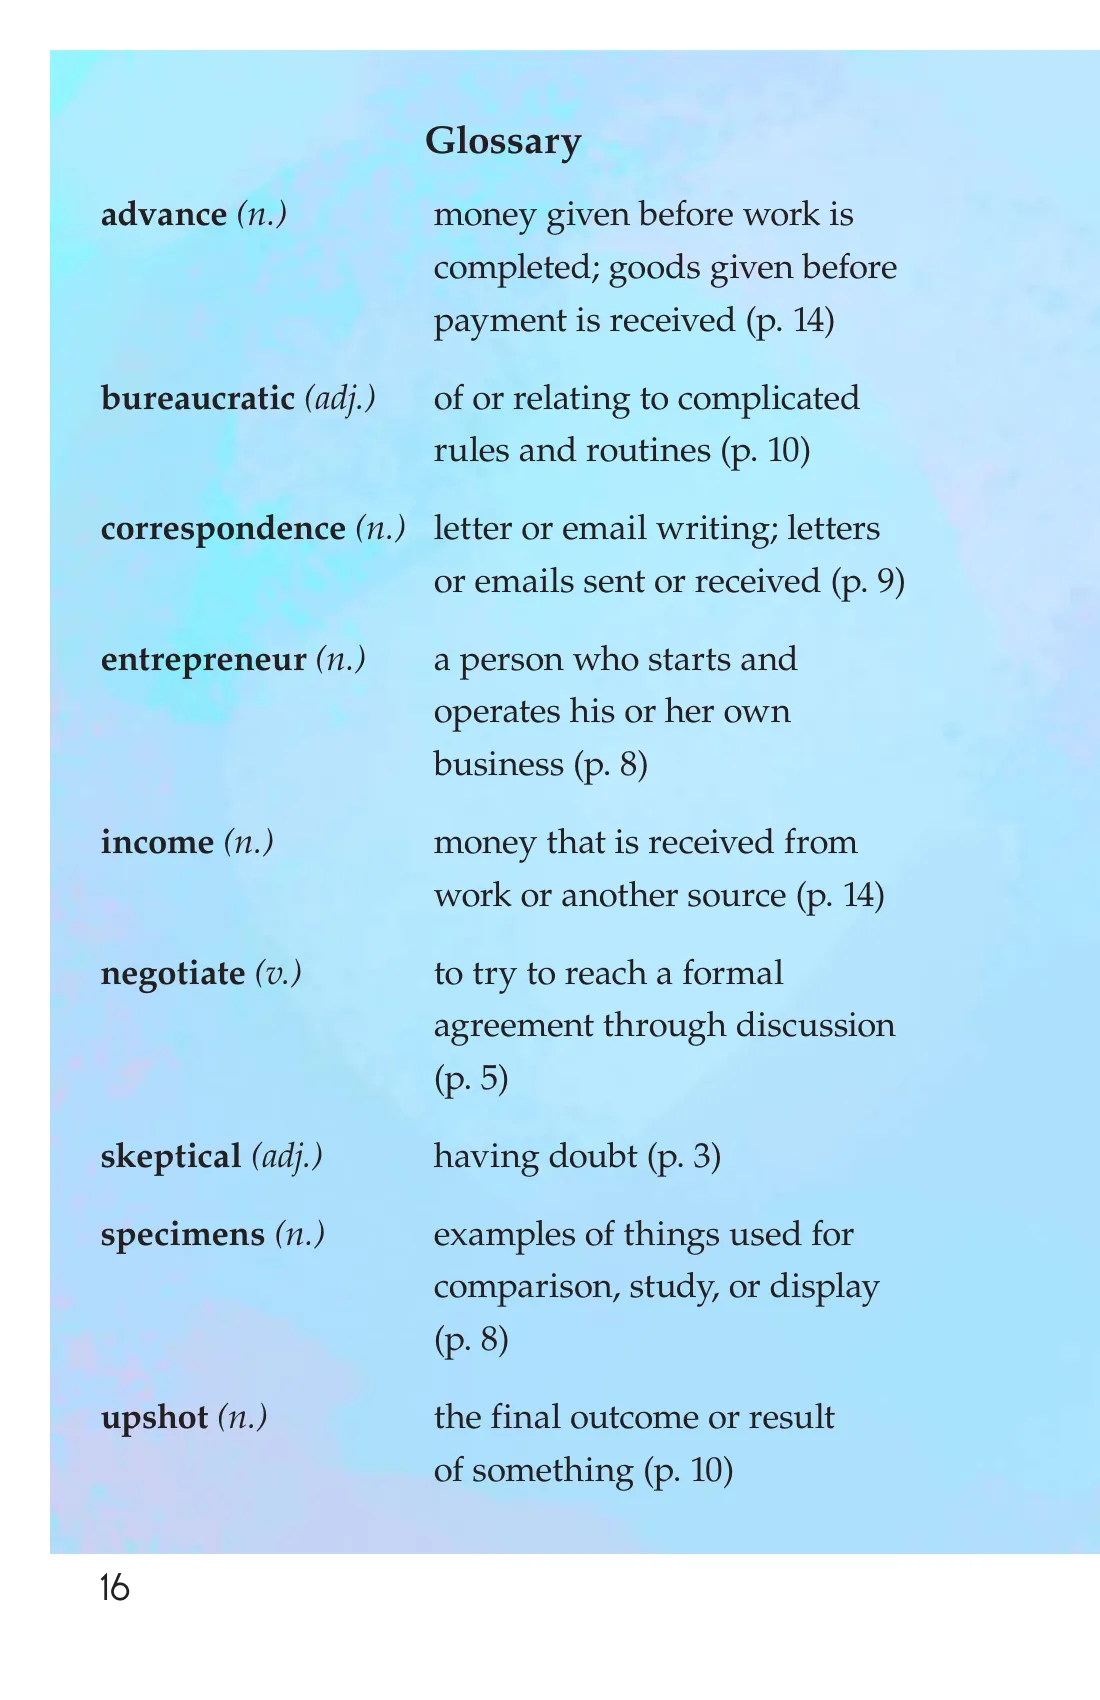 Glossary
advance (n.) money given before work is
completed; goods given before
payment is received (p. 14)
bureaucratic (adj.) of or relating to complicated
rules and routines (p. 10)
correspondence (n.) letter or email writing; letters
or emails sent or received (p. 9)
entrepreneur (n.) a person who starts and
operates his or her own
business (p. 8)
income (n.) money that is received from
work or another source (p. 14)
negotiate (v.) to try to reach a formal
agreement through discussion
(p. 5)
skeptical (adj.) having doubt (p. 3)
specimens (n.) examples of things used for
comparison, study, or display
(p. 8)
upshot (n.) the final outcome or result
of something (p. 10)
16